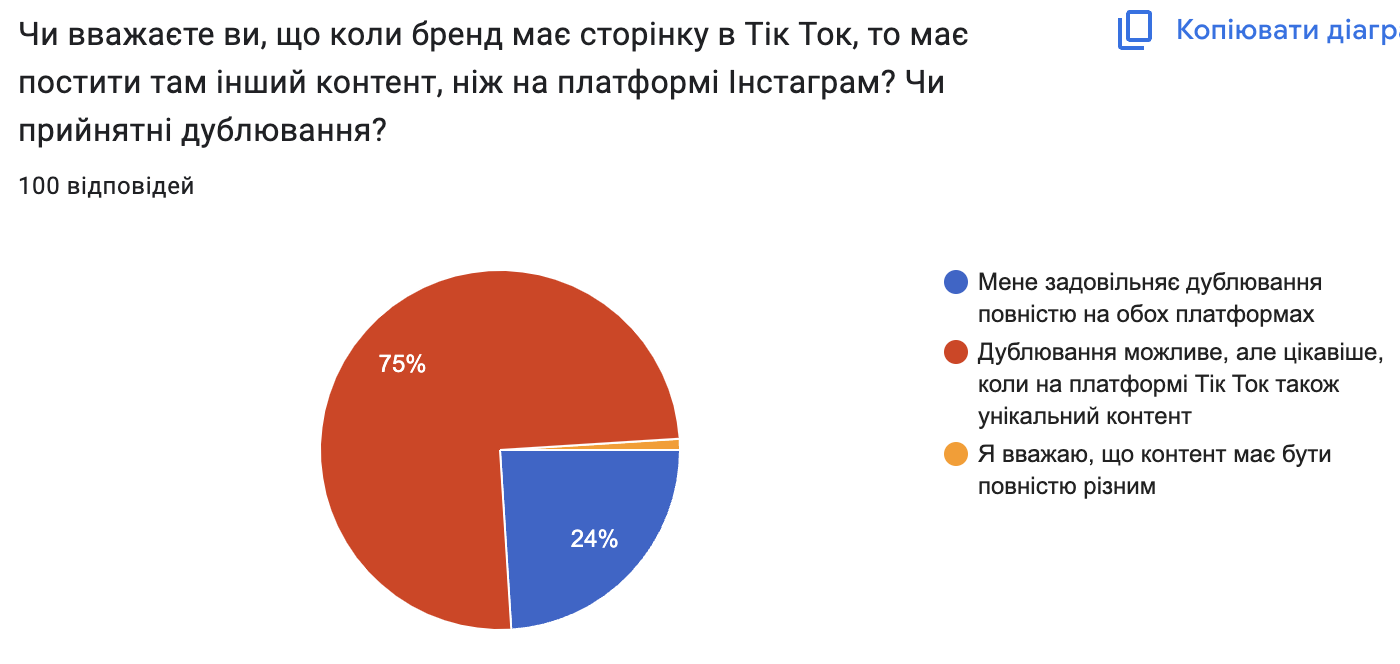 Чи вважаєте ви, що коли бренд має сторінку в Тік Ток, то має
постити там інший контент, ніж на платформі Інстаграм? Чи
прийнятні дублювання?
Копіювати діагр
100 відповідей
75%
24%
Мене задовільняє дублювання
повністю на обох платформах
Дублювання можливе, але цікавіше,
коли на платформі Тік Ток також
унікальний контент
Я вважаю, що контент має бути
повністю різним